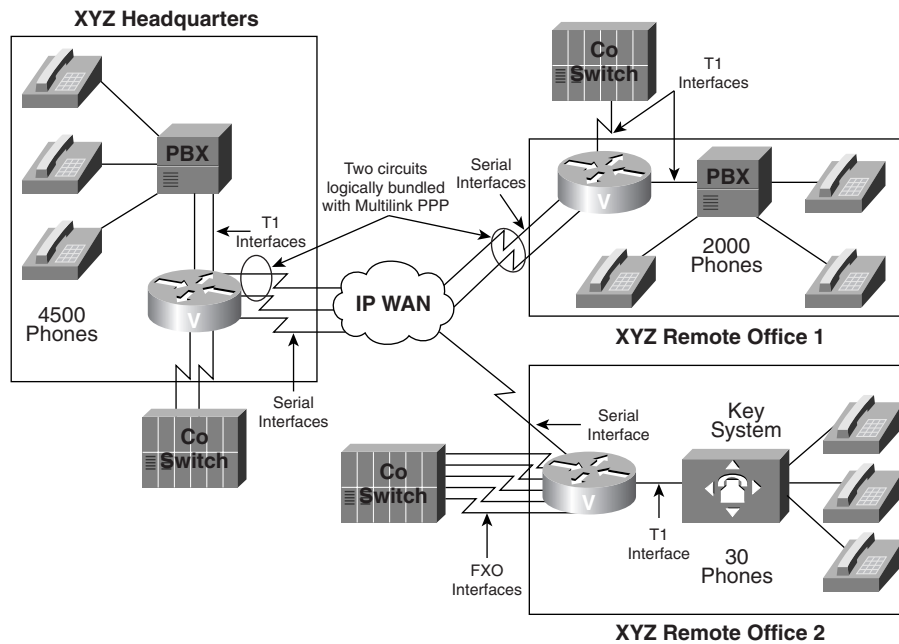 XYZ Headquarters
PBX
T1
Interfaces
4500
Phones
V
Serial
Interfaces
Co
Switch
Two circuits
logically bundled
with Multilink PPP
IP WAN
Co
Switch
T1
Interfaces
Serial
Interfaces
V
PBX
2000
Phones
XYZ Remote Office 1
Serial
Interface
Key
System
Co
Switch
V
FXO
Interfaces
T1
Interface
30
Phones
XYZ Remote Office 2